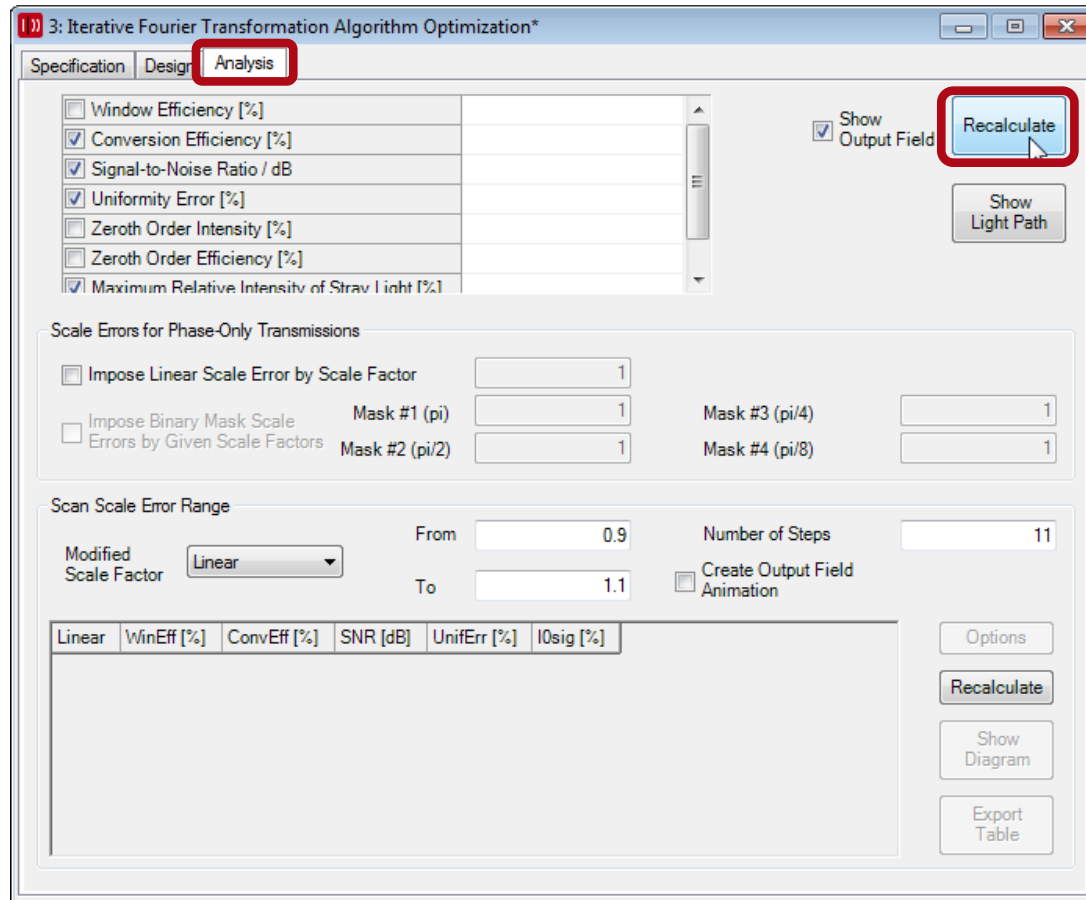 3: Iterative Fourier Transformation Algorithm Optimization*
Specification Design Analysis
Window Efficiency [%]
Conversion Efficiency [%]
Signal-to-Noise Ratio / dB
Uniformity Error [%]
Zeroth Order Intensity [%]
Zeroth Order Efficiency [%]
Maximum Relative Intensity of Stray Light [%]
Show
Output Field
Recalculate
Show
Light Path
Scale Errors for Phase-Only Transmissions
Impose Linear Scale Error by Scale Factor 1
Impose Binary Mask Scale
Errors by Given Scale Factors
Mask #1 (pi) 1 Mask #3 (pi/4) 1
Mask #2 (pi/2) 1 Mask #4 (pi/8) 1
Scan Scale Error Range
Modified
Scale Factor
Linear
From 0.9 Number of Steps 11
To 1.1
Create Output Field
Animation
Linear WinEff [%] ConvEff [%] SNR [dB] UnifErr [%] I0sig [%]
Options
Recalculate
Show
Diagram
Export
Table